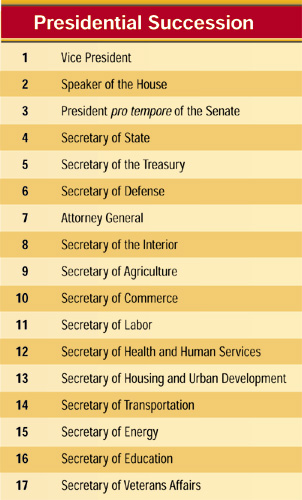 Presidential Succession
1 Vice President
2 Speaker of the House
3 President pro tempore of the Senate
4 Secretary of State
5 Secretary of the Treasury
6 Secretary of Defense
7 Attorney General
8 Secretary of the Interior
9 Secretary of Agriculture
10 Secretary of Commerce
11 Secretary of Labor
12 Secretary of Health and Human Services
13 Secretary of Housing and Urban Development
14 Secretary of Transportation
15 Secretary of Energy
16 Secretary of Education
17 Secretary of Veterans Affairs